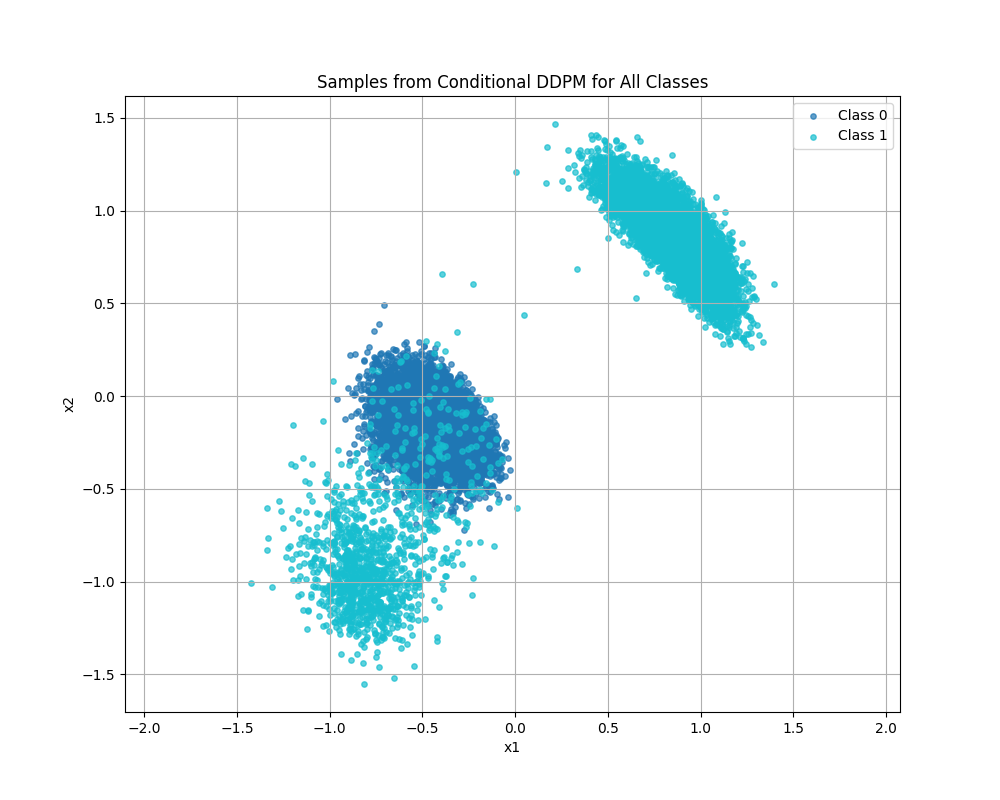 Samples from Conditional DDPM for All Classes
Class 0
Class 1
1.5
1.0
0.5
0.0
−0.5
−1.0
−1.5
x2
−2.0 −1.5 −1.0 −0.5 0.0 0.5 1.0 1.5 2.0
x1